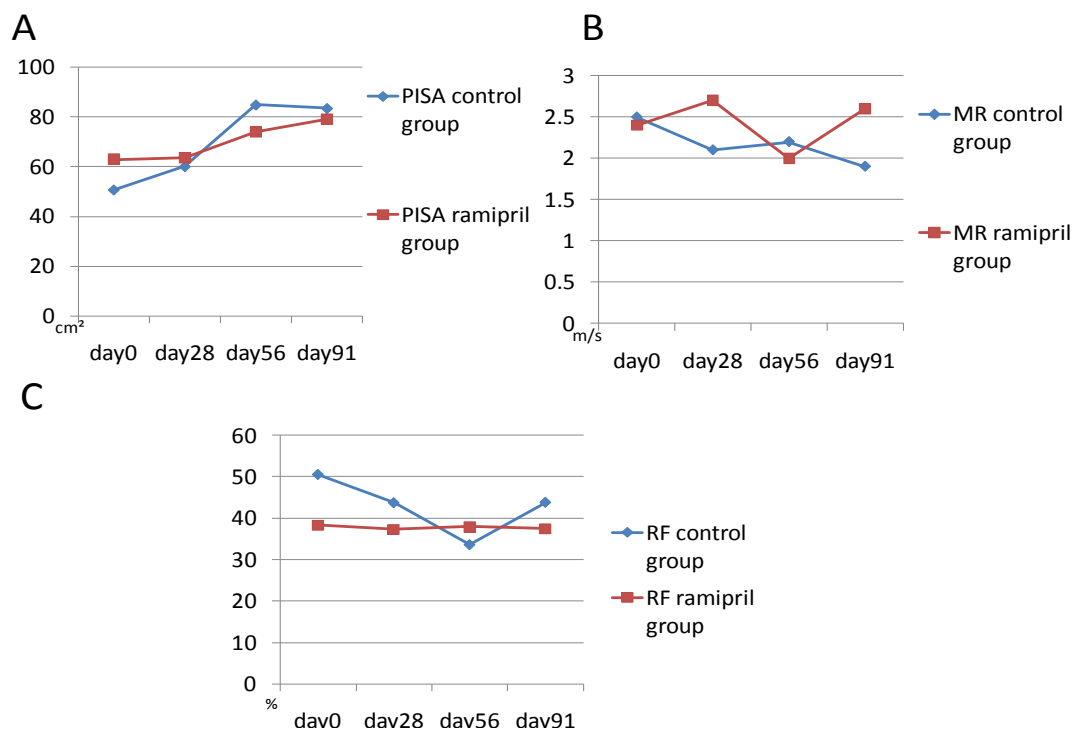 A
100
80
60
40
20
0
cm²
day0 day28 day56 day91
PISA control
group
PISA ramipril
group
B
3
2.5
2
1.5
1
0.5
0
m/s
day0 day28 day56 day91
MR control
group
MR ramipril
group
C
60
50
40
30
20
10
0
%
day0 day28 day56 day91
RF control
group
RF ramipril
group